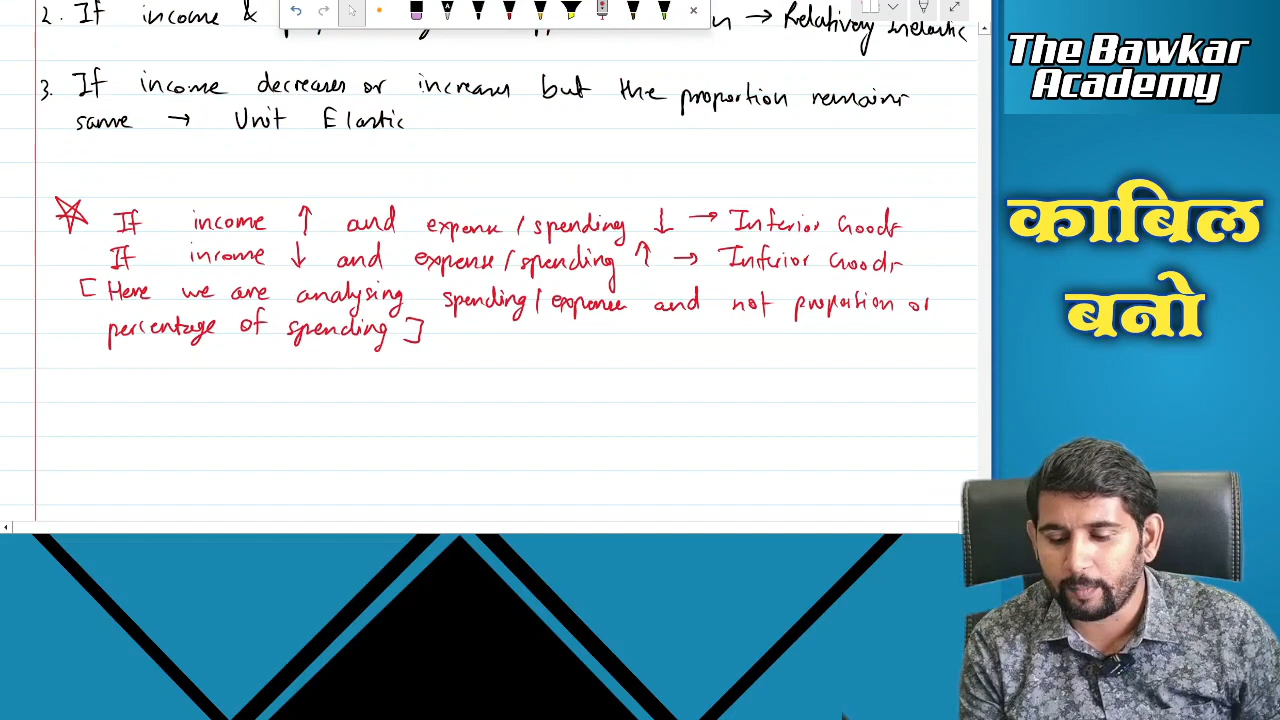 2. If income & → Relatively inelastic
3. If income decreases or increases but the proportion remains
same → Unit Elastic
☆ If income ↑ and expense/spending ↓ → Inferior Goods
If income ↓ and expense/spending ↑ → Inferior Goods
[Here we are analysing spending/expense and not proportion or
percentage of spending]
The Bawkar
Academy
काबिल
बनो